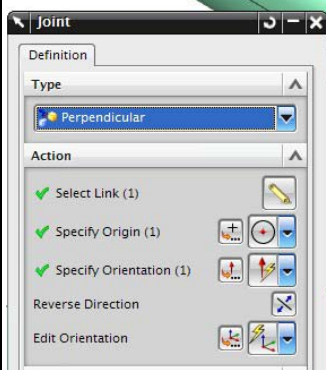 Joint
Definition
Type
Perpendicular
Action
Select Link (1)
Specify Origin (1)
Specify Orientation (1)
Reverse Direction
Edit Orientation